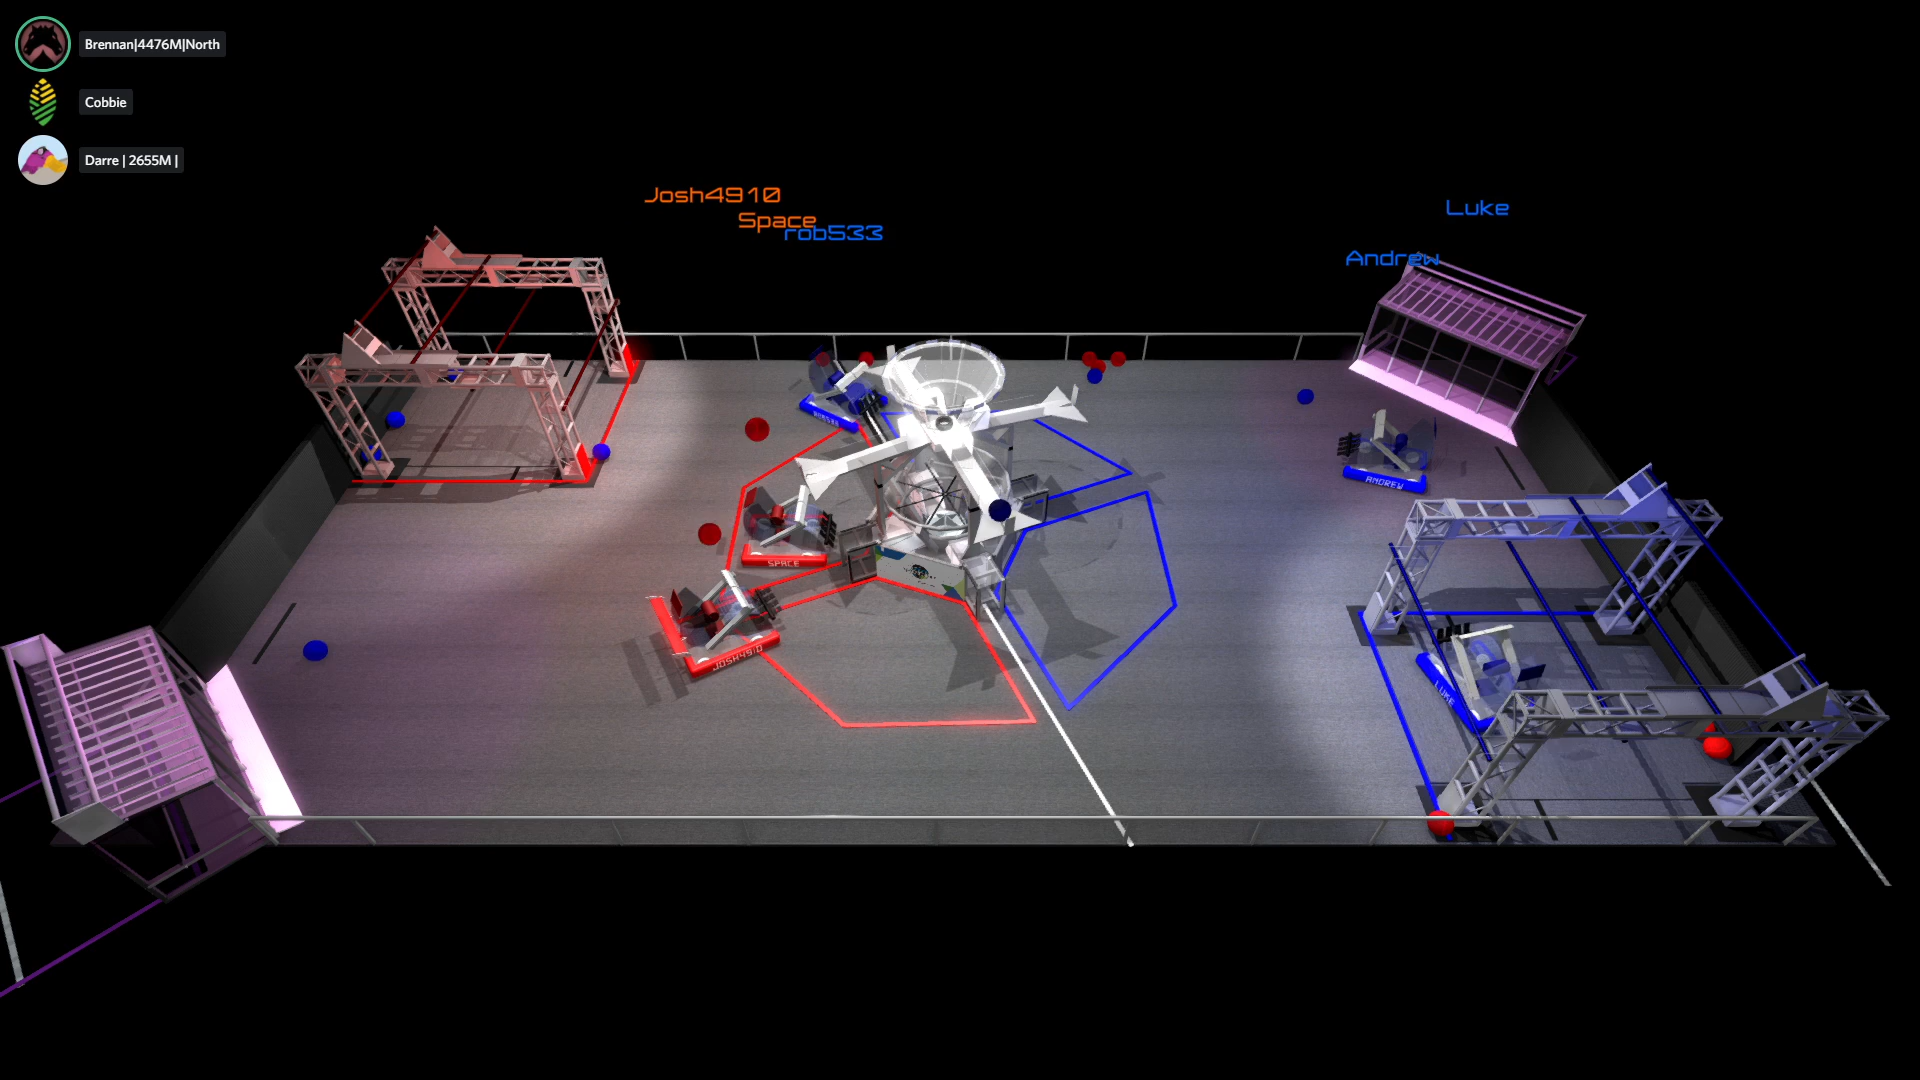 Brennan|4476M|North
Cobbie
Darre | 2655M |
Josh4910
Space
rob533
Luke
Andrew
ANDREW
SPACE
JOSH4910
LUKE